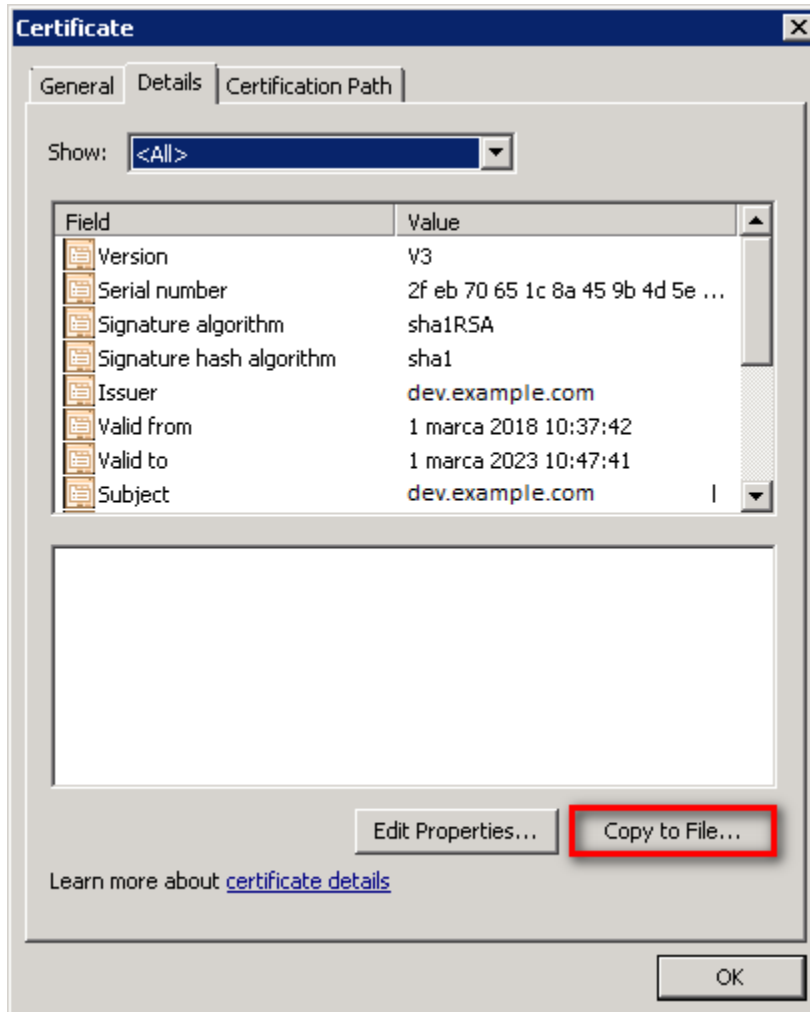 Certificate
General Details Certification Path
Show: <All>
Field Value
Version V3
Serial number 2f eb 70 65 1c 8a 45 9b 4d 5e ...
Signature algorithm sha1RSA
Signature hash algorithm sha1
Issuer dev.example.com
Valid from 1 marca 2018 10:37:42
Valid to 1 marca 2023 10:47:41
Subject dev.example.com
Edit Properties... Copy to File...
Learn more about certificate details
OK